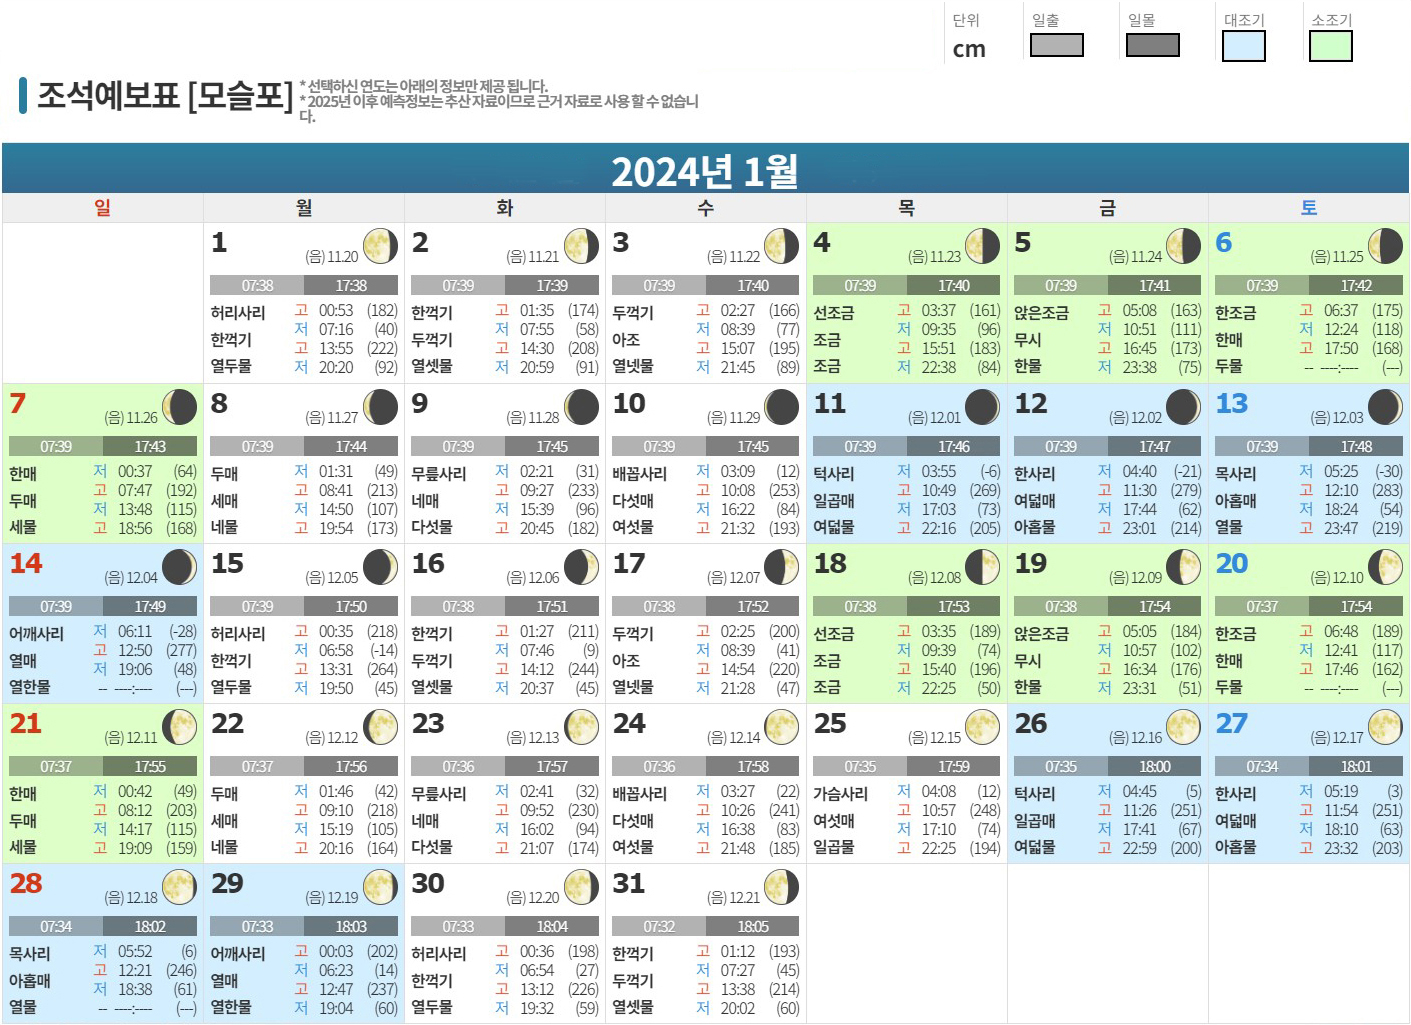 단위 일출 일몰 대조기 소조기
cm
조석예보표 [모슬포]
* 선택하신 연도는 아래의 정보만 제공 됩니다.
* 2025년 이후 예측정보는 추산 자료이므로 근거 자료로 사용 할 수 없습니
다.
2024년 1월
일 월 화 수 목 금 토
1 (음) 11.20
07:38 17:38
허리사리 한꺽기 열두물
고 00:53 (182)
저 07:16 (40)
고 13:55 (222)
저 20:20 (92)
2 (음) 11.21
07:39 17:39
한꺽기 두꺽기 열셋물
고 01:35 (174)
저 07:55 (58)
고 14:30 (208)
저 20:59 (91)
3 (음) 11.22
07:39 17:40
두꺽기 아조 열넷물
고 02:27 (166)
저 08:39 (77)
고 15:07 (195)
저 21:45 (89)
4 (음) 11.23
07:39 17:40
선조금 조금 조금
고 03:37 (161)
저 09:35 (96)
고 15:51 (183)
저 22:38 (84)
5 (음) 11.24
07:39 17:41
앉은조금 무시 한물
고 05:08 (163)
저 10:51 (111)
고 16:45 (173)
저 23:38 (75)
6 (음) 11.25
07:39 17:42
한조금 한매 두물
고 06:37 (175)
저 12:24 (118)
고 17:50 (168)
-- ----:---- (---)
7 (음) 11.26
07:39 17:43
한매 두매 세물
저 00:37 (64)
고 07:47 (192)
저 13:48 (115)
고 18:56 (168)
8 (음) 11.27
07:39 17:44
두매 세매 네물
저 01:31 (49)
고 08:41 (213)
저 14:50 (107)
고 19:54 (173)
9 (음) 11.28
07:39 17:45
무릎사리 네매 다섯물
저 02:21 (31)
고 09:27 (233)
저 15:39 (96)
고 20:45 (182)
10 (음) 11.29
07:39 17:45
배꼽사리 다섯매 여섯물
저 03:09 (12)
고 10:08 (253)
저 16:22 (84)
고 21:32 (193)
11 (음) 12.01
07:39 17:46
턱사리 일곱매 여덟물
저 03:55 (-6)
고 10:49 (269)
저 17:03 (73)
고 22:16 (205)
12 (음) 12.02
07:39 17:47
한사리 여덟매 아홉물
저 04:40 (-21)
고 11:30 (279)
저 17:44 (62)
고 23:01 (214)
13 (음) 12.03
07:39 17:48
목사리 아홉매 열물
저 05:25 (-30)
고 12:10 (283)
저 18:24 (54)
고 23:47 (219)
14 (음) 12.04
07:39 17:49
어깨사리 열매 열한물
저 06:11 (-28)
고 12:50 (277)
저 19:06 (48)
-- ----:---- (---)
15 (음) 12.05
07:39 17:50
허리사리 한꺽기 열두물
고 00:35 (218)
저 06:58 (-14)
고 13:31 (264)
저 19:50 (45)
16 (음) 12.06
07:38 17:51
한꺽기 두꺽기 열셋물
고 01:27 (211)
저 07:46 (9)
고 14:12 (244)
저 20:37 (45)
17 (음) 12.07
07:38 17:52
두꺽기 아조 열넷물
고 02:25 (200)
저 08:39 (41)
고 14:54 (220)
저 21:28 (47)
18 (음) 12.08
07:38 17:53
선조금 조금 조금
고 03:35 (189)
저 09:39 (74)
고 15:40 (196)
저 22:25 (50)
19 (음) 12.09
07:38 17:54
앉은조금 무시 한물
고 05:05 (184)
저 10:57 (102)
고 16:34 (176)
저 23:31 (51)
20 (음) 12.10
07:37 17:54
한조금 한매 두물
고 06:48 (189)
저 12:41 (117)
고 17:46 (162)
-- ----:---- (---)
21 (음) 12.11
07:37 17:55
한매 두매 세물
저 00:42 (49)
고 08:12 (203)
저 14:17 (115)
고 19:09 (159)
22 (음) 12.12
07:37 17:56
두매 세매 네물
저 01:46 (42)
고 09:10 (218)
저 15:19 (105)
고 20:16 (164)
23 (음) 12.13
07:36 17:57
무릎사리 네매 다섯물
저 02:41 (32)
고 09:52 (230)
저 16:02 (94)
고 21:07 (174)
24 (음) 12.14
07:36 17:58
배꼽사리 다섯매 여섯물
저 03:27 (22)
고 10:26 (241)
저 16:38 (83)
고 21:48 (185)
25 (음) 12.15
07:35 17:59
가슴사리 여섯매 일곱물
저 04:08 (12)
고 10:57 (248)
저 17:10 (74)
고 22:25 (194)
26 (음) 12.16
07:35 18:00
턱사리 일곱매 여덟물
저 04:45 (5)
고 11:26 (251)
저 17:41 (67)
고 22:59 (200)
27 (음) 12.17
07:34 18:01
한사리 여덟매 아홉물
저 05:19 (3)
고 11:54 (251)
저 18:10 (63)
고 23:32 (203)
28 (음) 12.18
07:34 18:02
목사리 아홉매 열물
저 05:52 (6)
고 12:21 (246)
저 18:38 (61)
-- ----:---- (---)
29 (음) 12.19
07:33 18:03
어깨사리 열매 열한물
고 00:03 (202)
저 06:23 (14)
고 12:47 (237)
저 19:04 (60)
30 (음) 12.20
07:33 18:04
허리사리 한꺽기 열두물
고 00:36 (198)
저 06:54 (27)
고 13:12 (226)
저 19:32 (59)
31 (음) 12.21
07:32 18:05
한꺽기 두꺽기 열셋물
고 01:12 (193)
저 07:27 (45)
고 13:38 (214)
저 20:02 (60)